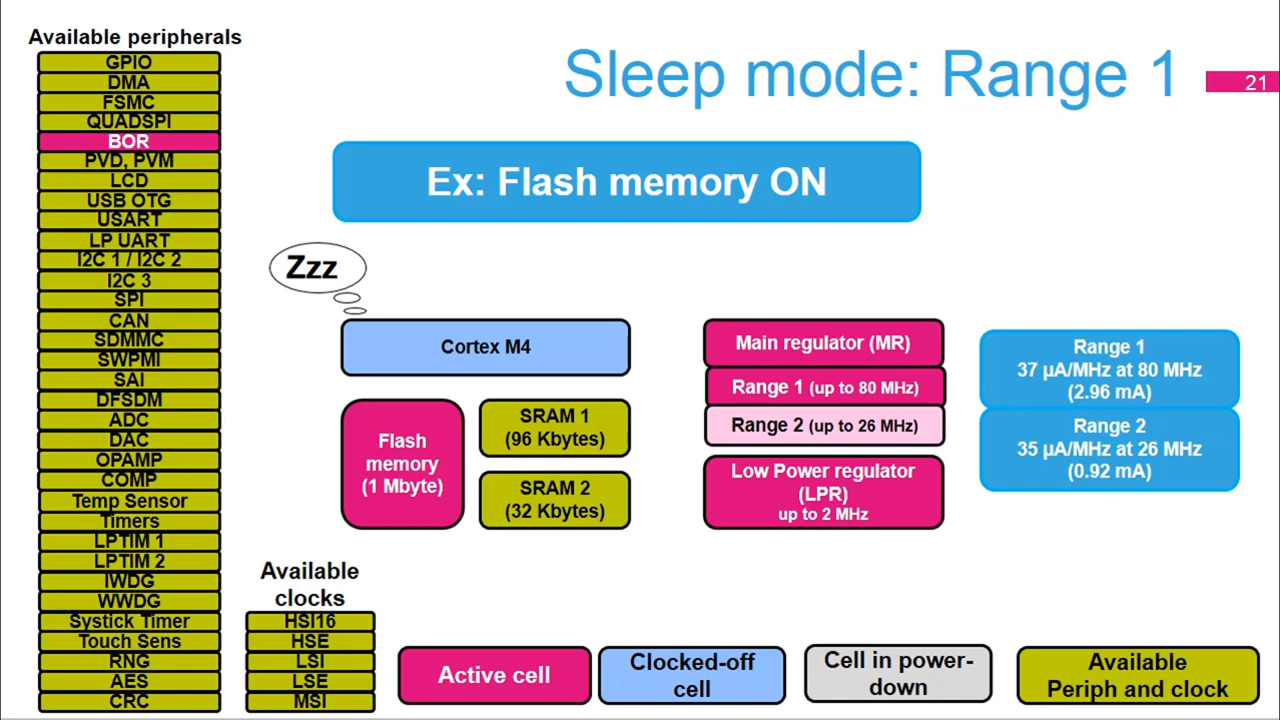 Available peripherals
GPIO
DMA
FSMC
QUADSPI
BOR
PVD, PVM
LCD
USB OTG
USART
LP UART
I2C 1 / I2C 2
I2C 3
SPI
CAN
SDMMC
SWPMI
SAI
DFSDM
ADC
DAC
OPAMP
COMP
Temp Sensor
Timers
LPTIM 1
LPTIM 2
IWDG
WWDG
Systick Timer
Touch Sens
RNG
AES
CRC
Sleep mode: Range 1
21
Ex: Flash memory ON
Zzz
Cortex M4
Flash
memory
(1 Mbyte)
SRAM 1
(96 Kbytes)
SRAM 2
(32 Kbytes)
Main regulator (MR)
Range 1 (up to 80 MHz)
Range 2 (up to 26 MHz)
Low Power regulator
(LPR)
up to 2 MHz
Range 1
37 µA/MHz at 80 MHz
(2.96 mA)
Range 2
35 µA/MHz at 26 MHz
(0.92 mA)
Available
clocks
HSI16
HSE
LSI
LSE
MSI
Active cell
Clocked-off
cell
Cell in power-
down
Available
Periph and clock